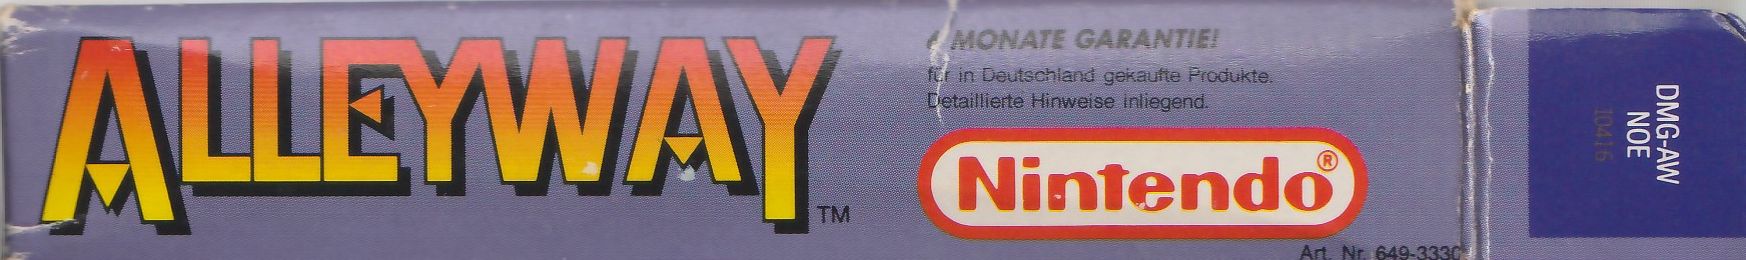 ALLEYWAY
TM
6 MONATE GARANTIE!
für in Deutschland gekaufte Produkte.
Detaillierte Hinweise inliegend.
Nintendo®
Art. Nr. 649-3330
DMG-AW
NOE
10416